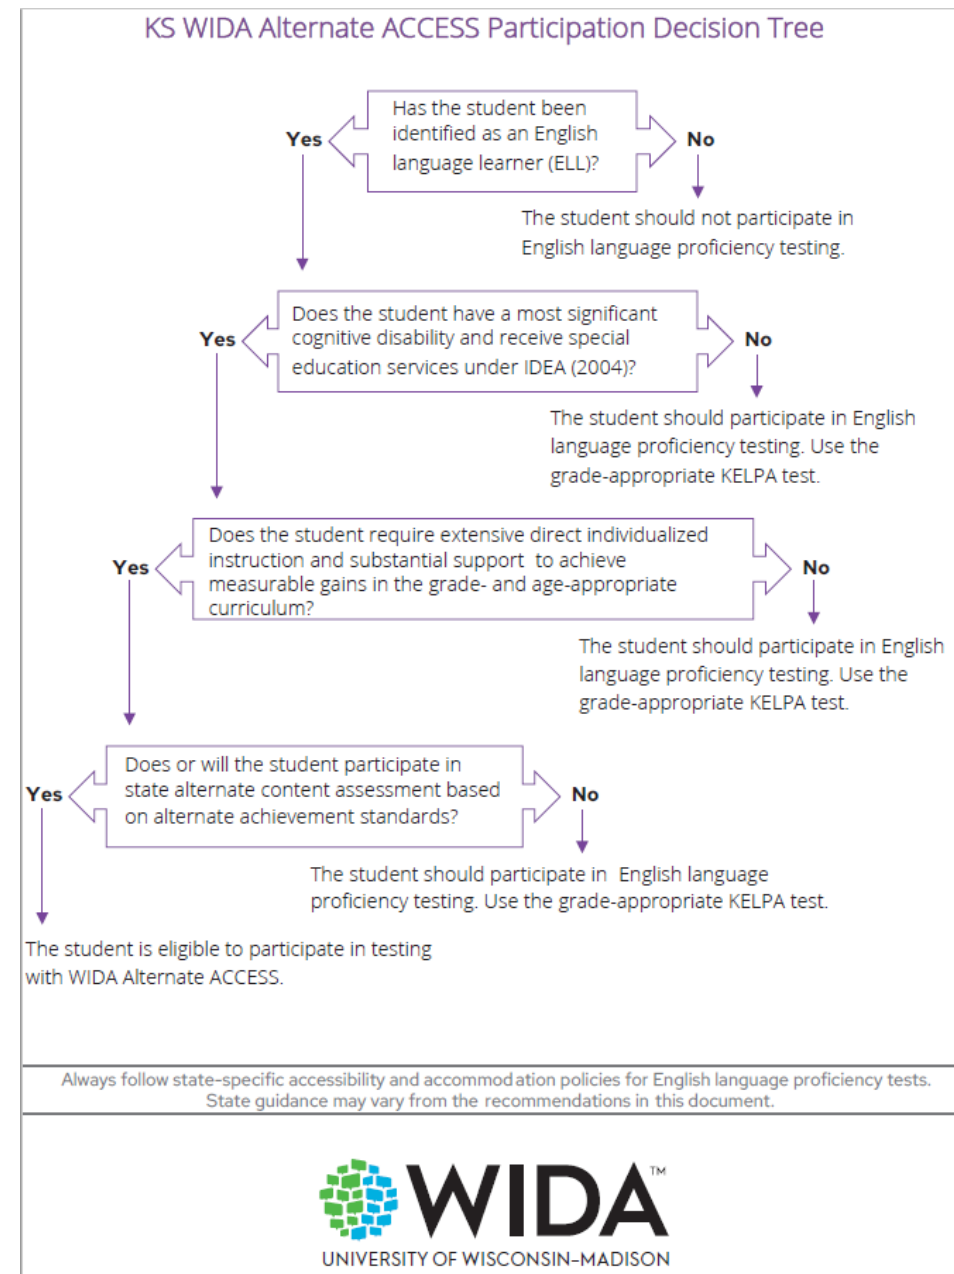 KS WIDA Alternate ACCESS Participation Decision Tree
Has the student been
identified as an English
language learner (ELL)?
Yes
No
The student should not participate in
English language proficiency testing.
Does the student have a most significant
cognitive disability and receive special
education services under IDEA (2004)?
Yes
No
The student should participate in English
language proficiency testing. Use the
grade-appropriate KELPA test.
Does the student require extensive direct individualized
instruction and substantial support to achieve
measurable gains in the grade- and age-appropriate
curriculum?
Yes
No
The student should participate in English
language proficiency testing. Use the
grade-appropriate KELPA test.
Does or will the student participate in
state alternate content assessment based
on alternate achievement standards?
Yes
No
The student should participate in English language
proficiency testing. Use the grade-appropriate KELPA test.
The student is eligible to participate in testing
with WIDA Alternate ACCESS.
Always follow state-specific accessibility and accommodation policies for English language proficiency tests.
State guidance may vary from the recommendations in this document.
WIDA™
UNIVERSITY OF WISCONSIN–MADISON